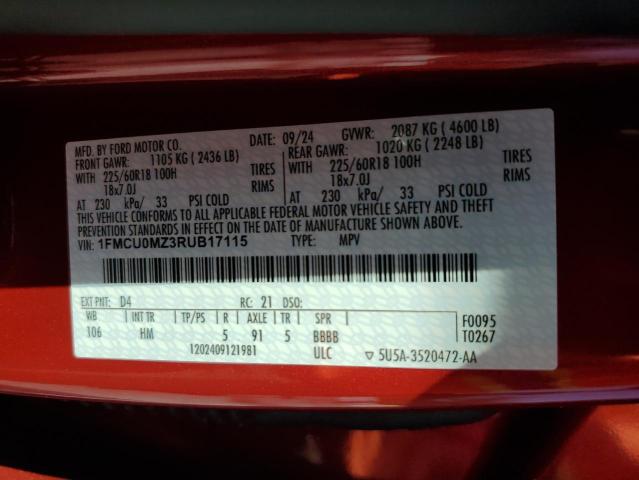 MFD. BY FORD MOTOR CO.
DATE: 09/24 GVWR: 2087 KG (4600 LB)
FRONT GAWR: 1105 KG (2436 LB)
REAR GAWR: 1020 KG (2248 LB)
WITH 225/60R18 100H TIRES
WITH 225/60R18 100H TIRES
18x7.0J RIMS
18x7.0J RIMS
AT 230 kPa/ 33 PSI COLD
AT 230 kPa/ 33 PSI COLD
THIS VEHICLE CONFORMS TO ALL APPLICABLE FEDERAL MOTOR VEHICLE SAFETY AND THEFT
PREVENTION STANDARDS IN EFFECT ON THE DATE OF MANUFACTURE SHOWN ABOVE.
VIN: 1FMCU0MZ3RUB17115 TYPE: MPV
EXT PNT: D4 RC: 21 DSO:
WB INT TR TP/PS R AXLE TR SPR
106 HM 5 91 5 BBBB
F0095
T0267
1202409121981 ULC ▽ 5U5A-3520472-AA